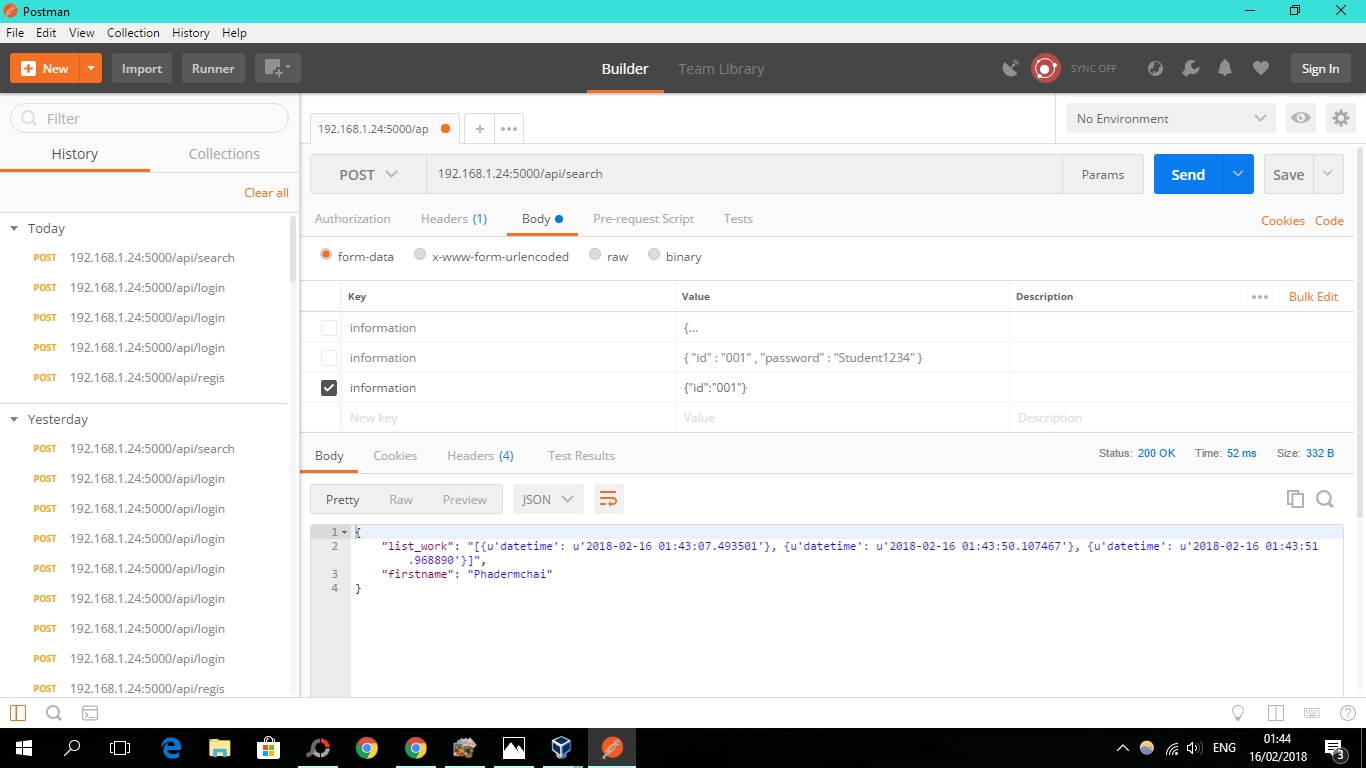 Postman
File Edit View Collection History Help
New Import Runner Builder Team Library SYNC OFF Sign In
Filter
History Collections
Clear all
Today
POST 192.168.1.24:5000/api/search
POST 192.168.1.24:5000/api/login
POST 192.168.1.24:5000/api/login
POST 192.168.1.24:5000/api/login
POST 192.168.1.24:5000/api/regis
Yesterday
POST 192.168.1.24:5000/api/search
POST 192.168.1.24:5000/api/login
POST 192.168.1.24:5000/api/login
POST 192.168.1.24:5000/api/login
POST 192.168.1.24:5000/api/login
POST 192.168.1.24:5000/api/login
POST 192.168.1.24:5000/api/login
POST 192.168.1.24:5000/api/login
POST 192.168.1.24:5000/api/regis
192.168.1.24:5000/ap + ••• No Environment
POST 192.168.1.24:5000/api/search Params Send Save
Authorization Headers (1) Body Pre-request Script Tests Cookies Code
form-data x-www-form-urlencoded raw binary
Key Value Description ••• Bulk Edit
information {...
information { "id" : "001" , "password" : "Student1234" }
information {"id":"001"}
New key Value Description
Body Cookies Headers (4) Test Results Status: 200 OK Time: 52 ms Size: 332 B
Pretty Raw Preview JSON
1 {
2 "list_work": "[{u'datetime': u'2018-02-16 01:43:07.493501'}, {u'datetime': u'2018-02-16 01:43:50.107467'}, {u'datetime': u'2018-02-16 01:43:51
.968890'}]",
3 "firstname": "Phadermchai"
4 }
ENG 01:44
16/02/2018 3